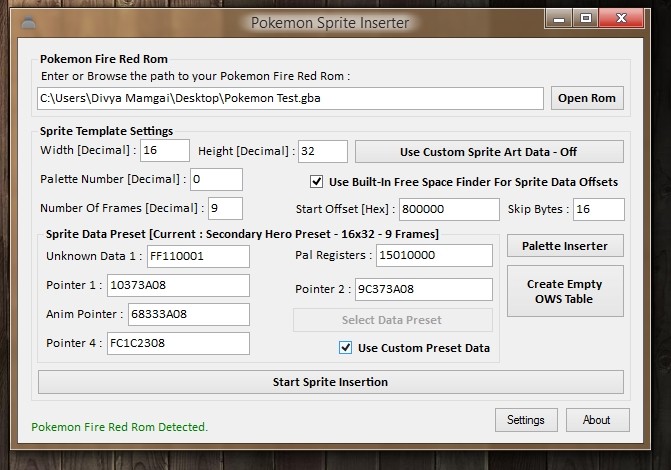 Pokemon Sprite Inserter
Pokemon Fire Red Rom
Enter or Browse the path to your Pokemon Fire Red Rom :
C:\Users\Divya Mamgai\Desktop\Pokemon Test.gba
Open Rom
Sprite Template Settings
Width [Decimal] : 16
Height [Decimal] : 32
Use Custom Sprite Art Data - Off
Palette Number [Decimal] : 0
Use Built-In Free Space Finder For Sprite Data Offsets
Number Of Frames [Decimal] : 9
Start Offset [Hex] : 800000
Skip Bytes : 16
Sprite Data Preset [Current : Secondary Hero Preset - 16x32 - 9 Frames]
Unknown Data 1 : FF110001
Pal Registers : 15010000
Pointer 1 : 10373A08
Pointer 2 : 9C373A08
Anim Pointer : 68333A08
Select Data Preset
Pointer 4 : FC1C2308
Use Custom Preset Data
Palette Inserter
Create Empty
OWS Table
Start Sprite Insertion
Pokemon Fire Red Rom Detected.
Settings
About